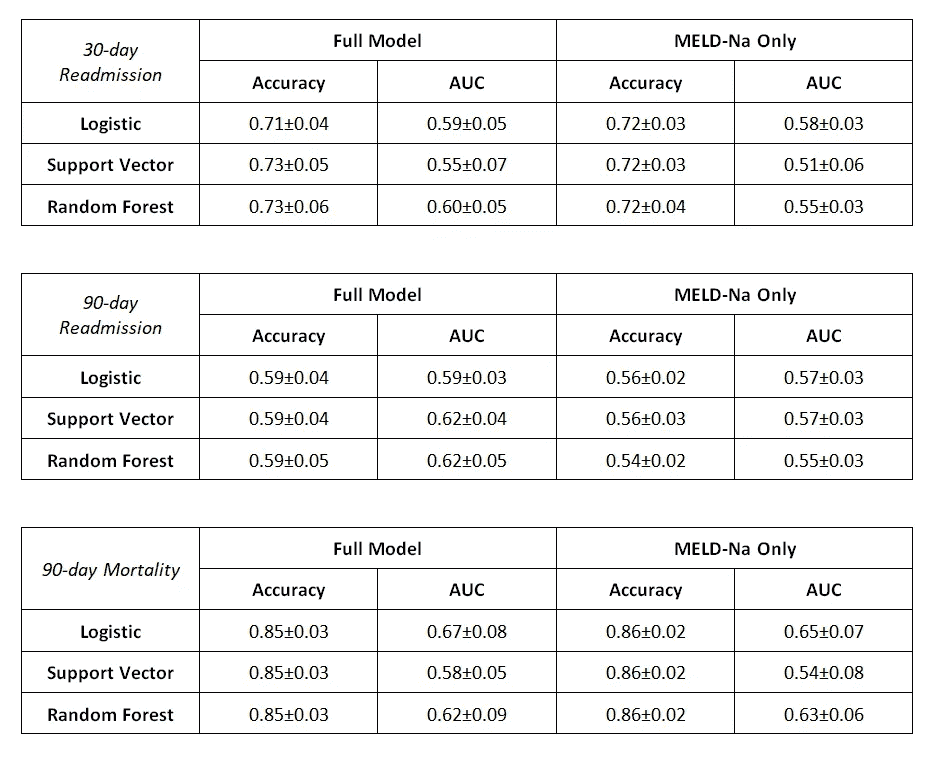 30-day Readmission Full Model MELD-Na Only
Accuracy AUC Accuracy AUC
Logistic 0.71±0.04 0.59±0.05 0.72±0.03 0.58±0.03
Support Vector 0.73±0.05 0.55±0.07 0.72±0.03 0.51±0.06
Random Forest 0.73±0.06 0.60±0.05 0.72±0.04 0.55±0.03
90-day Readmission Full Model MELD-Na Only
Accuracy AUC Accuracy AUC
Logistic 0.59±0.04 0.59±0.03 0.56±0.02 0.57±0.03
Support Vector 0.59±0.04 0.62±0.04 0.56±0.03 0.57±0.03
Random Forest 0.59±0.05 0.62±0.05 0.54±0.02 0.55±0.03
90-day Mortality Full Model MELD-Na Only
Accuracy AUC Accuracy AUC
Logistic 0.85±0.03 0.67±0.08 0.86±0.02 0.65±0.07
Support Vector 0.85±0.03 0.58±0.05 0.86±0.02 0.54±0.08
Random Forest 0.85±0.03 0.62±0.09 0.86±0.02 0.63±0.06